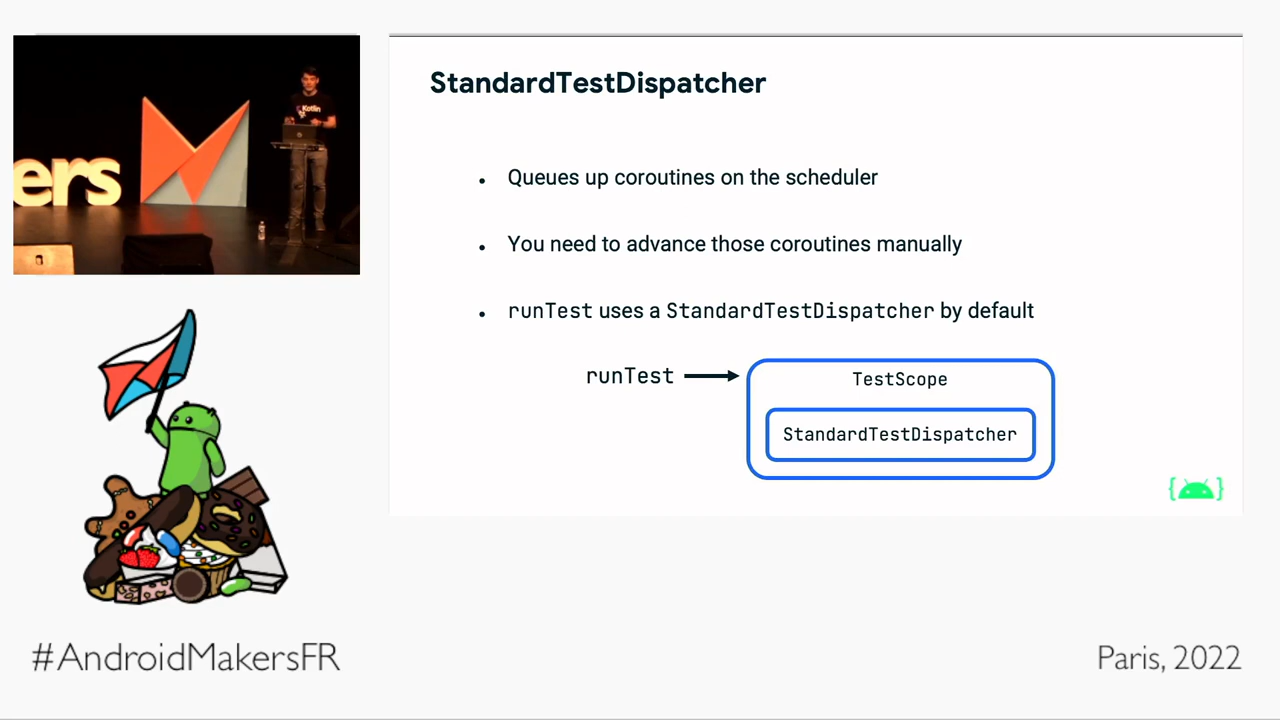 StandardTestDispatcher
• Queues up coroutines on the scheduler
• You need to advance those coroutines manually
• runTest uses a StandardTestDispatcher by default
runTest
TestScope
StandardTestDispatcher
ers
Kotlin
#AndroidMakersFR
Paris, 2022